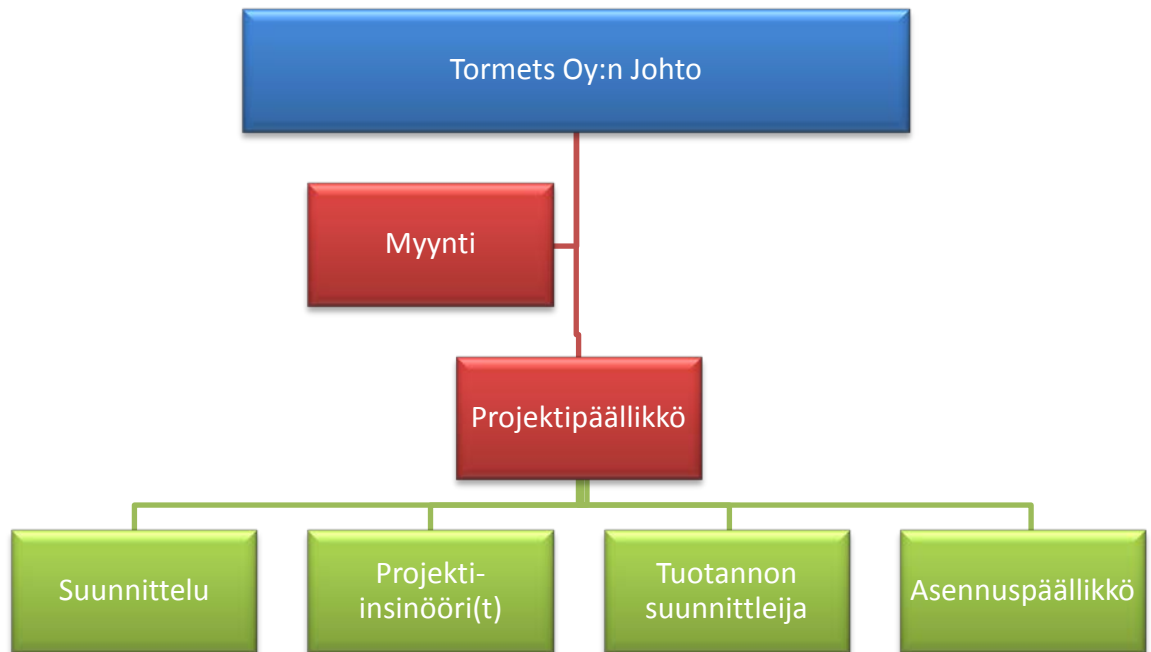 Tormets Oy:n Johto
Myynti
Projektipäällikkö
Suunnittelu
Projekti-
insinööri(t)
Tuotannon
suunnittleija
Asennuspäällikkö